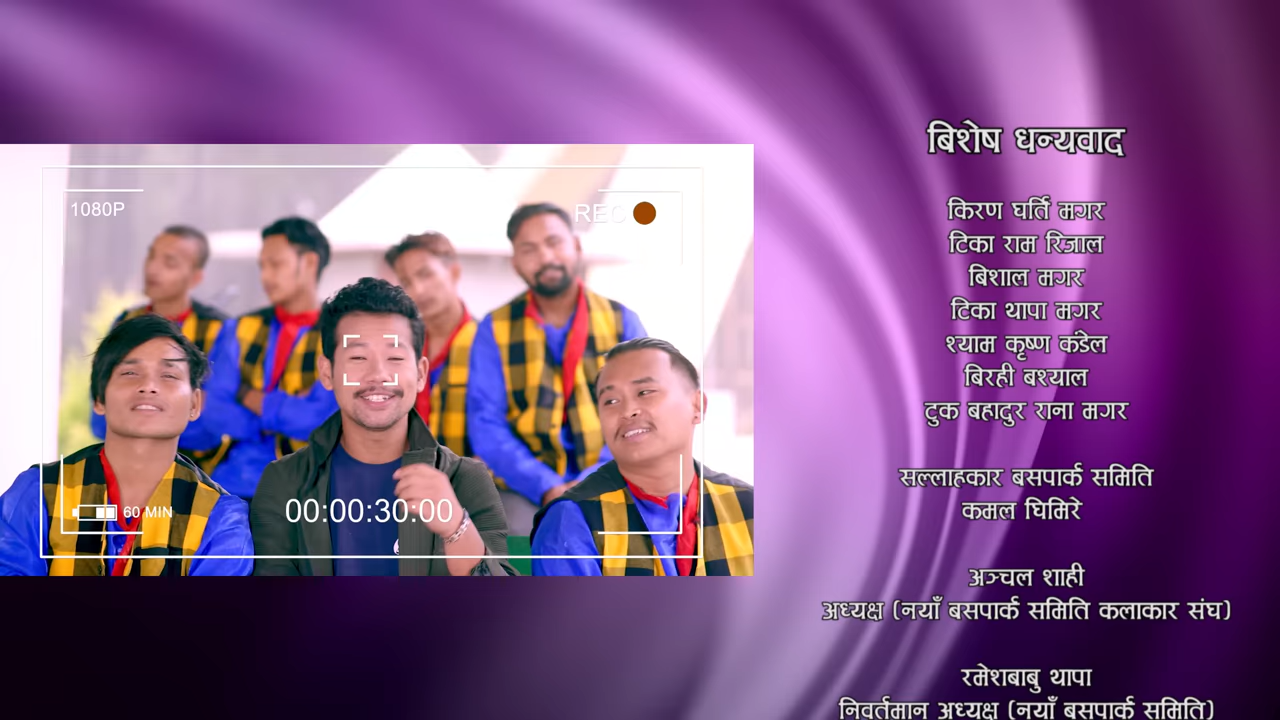 1080P
REC
60 MIN
00:00:30:00
बिशेष धन्यवाद
किरण घर्ति मगर
टिका राम रिजाल
बिशाल मगर
टिका थापा मगर
श्याम कृष्ण कंडेल
बिरही बश्याल
टुक बहादुर राना मगर
सल्लाहकार बसपार्क समिति
कमल घिमिरे
अञ्चल शाही
अध्यक्ष (नयाँ बसपार्क समिति कलाकार संघ)
रमेशबाबु थापा
निवर्तमान अध्यक्ष (नयाँ बसपार्क समिति)